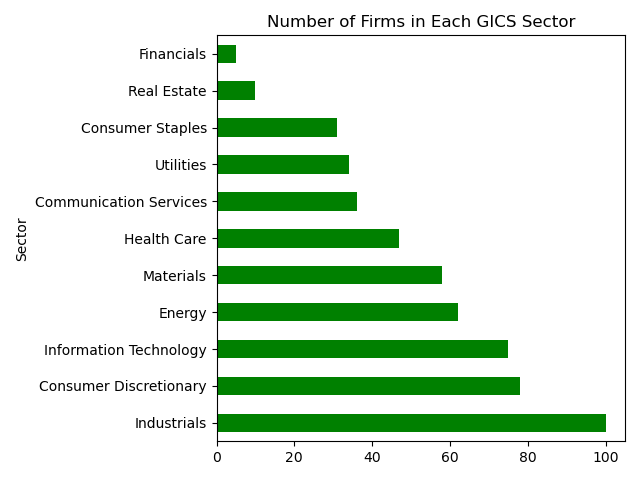 Number of Firms in Each GICS Sector
Financials
Real Estate
Consumer Staples
Utilities
Communication Services
Health Care
Materials
Energy
Information Technology
Consumer Discretionary
Industrials
Sector
0 20 40 60 80 100